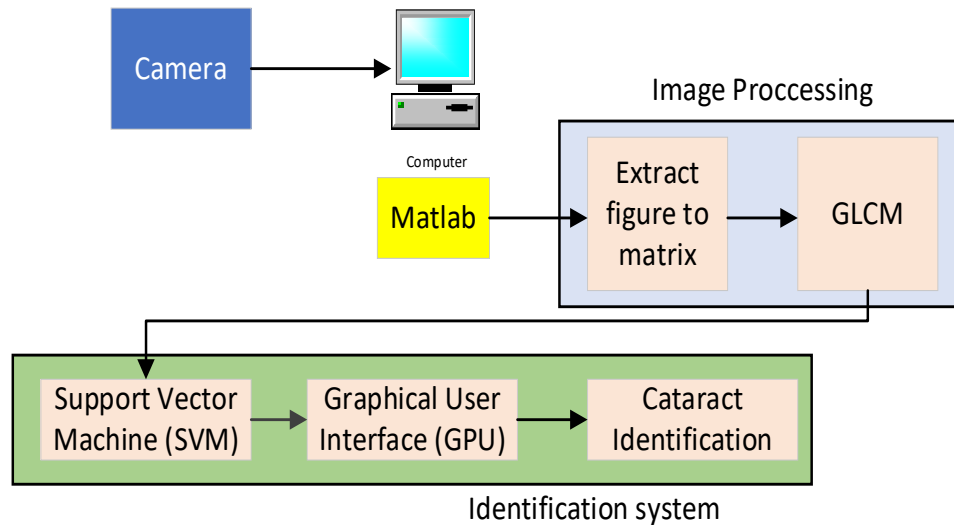 Camera
Computer
Matlab
Image Proccessing
Extract
figure to
matrix
GLCM
Support Vector
Machine (SVM)
Graphical User
Interface (GPU)
Cataract
Identification
Identification system